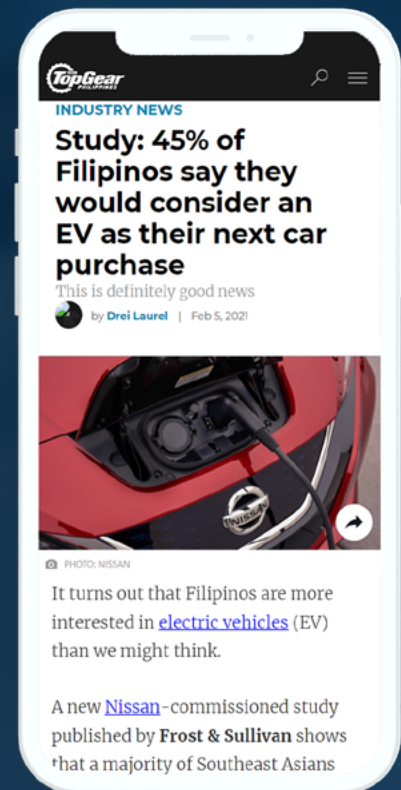 TopGear
PHILIPPINES
INDUSTRY NEWS
Study: 45% of
Filipinos say they
would consider an
EV as their next car
purchase
This is definitely good news
by Drei Laurel | Feb 5, 2021
NISSAN
PHOTO: NISSAN
It turns out that Filipinos are more
interested in electric vehicles (EV)
than we might think.
A new Nissan-commissioned study
published by Frost & Sullivan shows
that a majority of Southeast Asians